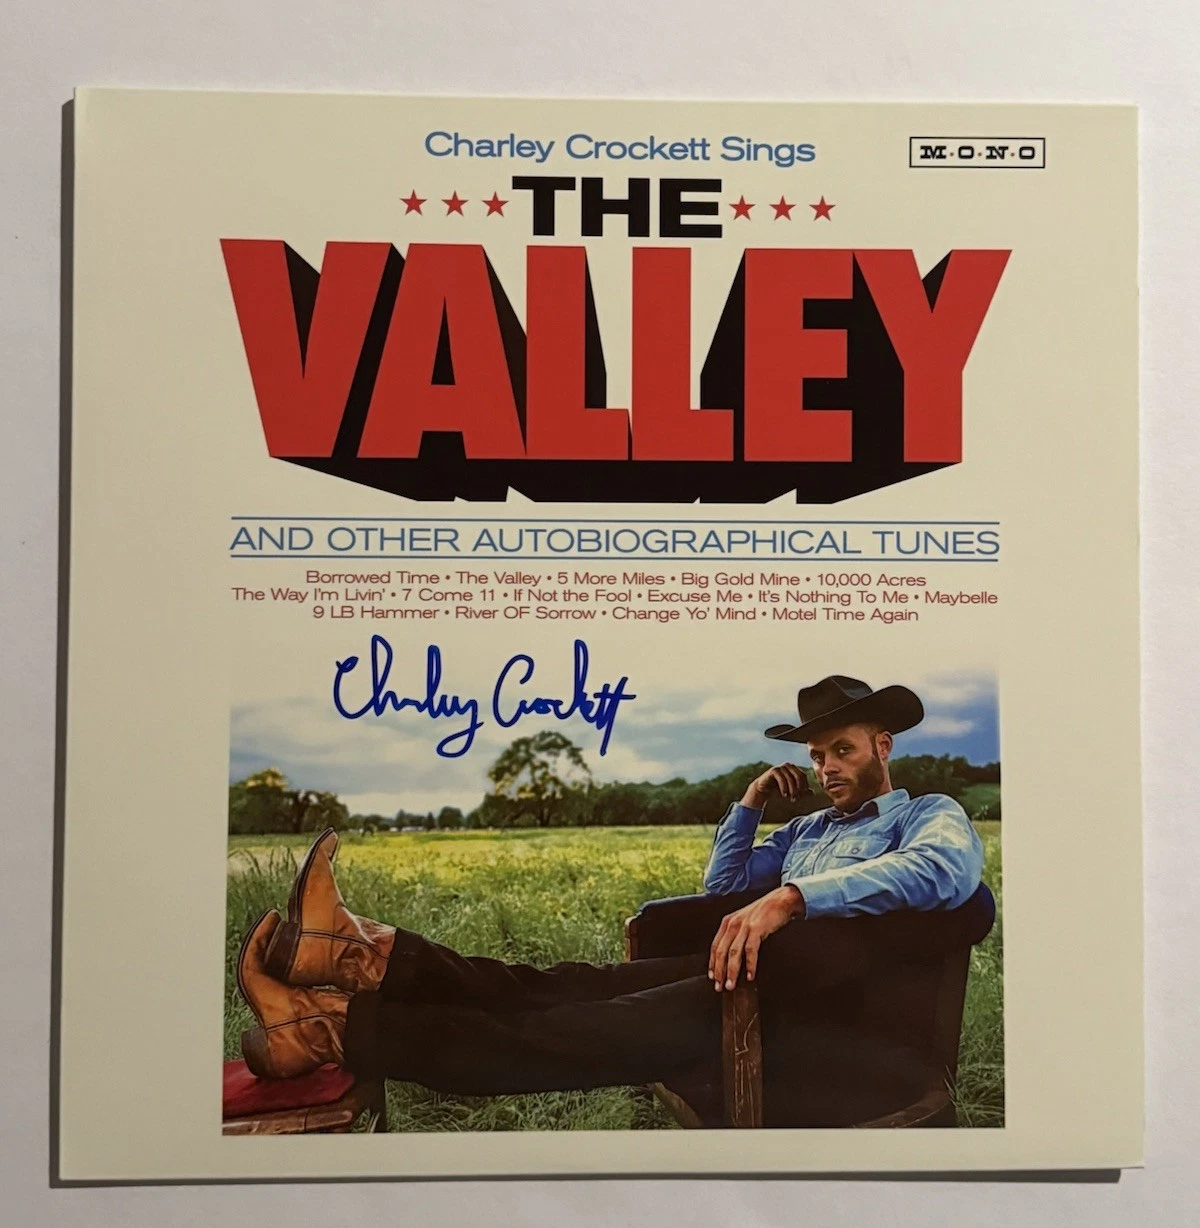 Charley Crockett Sings
M·O·N·O
THE
VALLEY
AND OTHER AUTOBIOGRAPHICAL TUNES
Borrowed Time • The Valley • 5 More Miles • Big Gold Mine • 10,000 Acres
The Way I'm Livin' • 7 Come 11 • If Not the Fool • Excuse Me • It's Nothing To Me • Maybelle
9 LB Hammer • River OF Sorrow • Change Yo' Mind • Motel Time Again
Charley Crockett